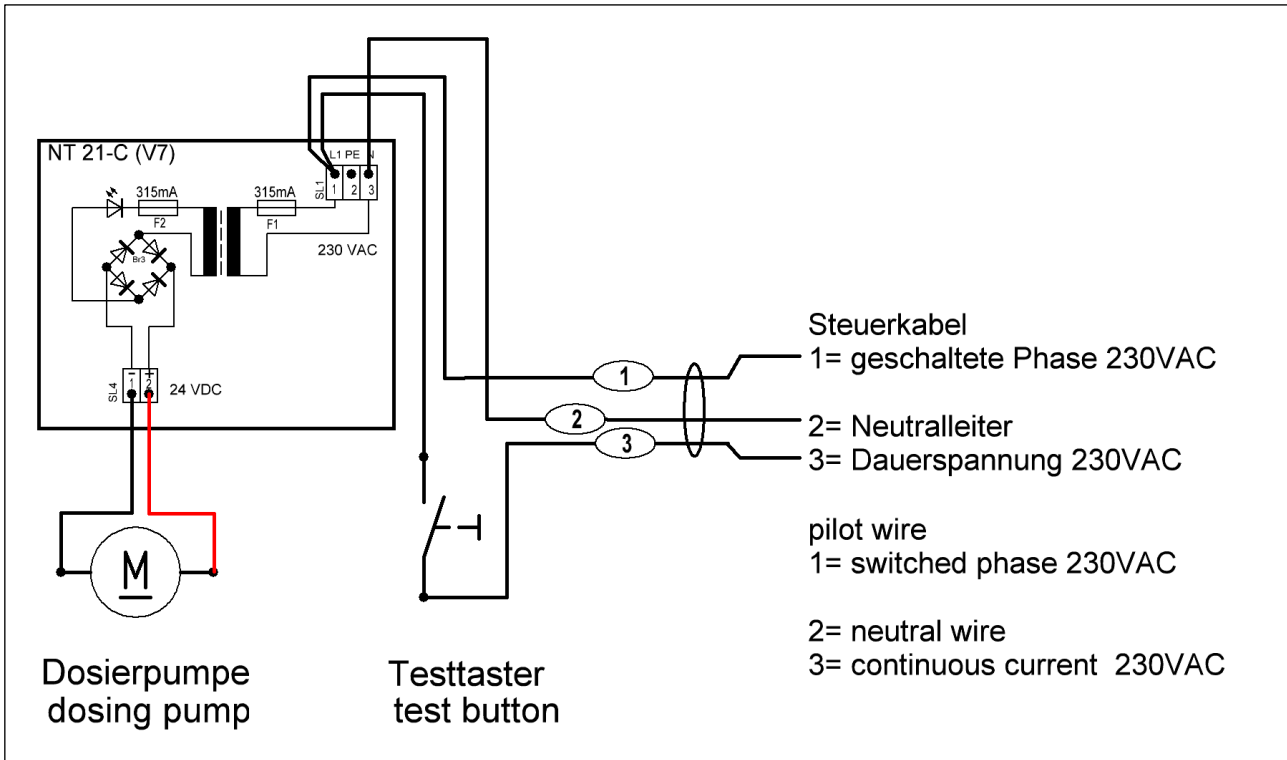 NT 21-C (V7)
L1 PE N
SL1
1 2 3
315mA
F2
315mA
F1
230 VAC
Br3
SL4
- +
1 2
24 VDC
1
2
3
Steuerkabel
1= geschaltete Phase 230VAC
2= Neutralleiter
3= Dauerspannung 230VAC
pilot wire
1= switched phase 230VAC
2= neutral wire
3= continuous current 230VAC
M
Dosierpumpe
dosing pump
Testtaster
test button